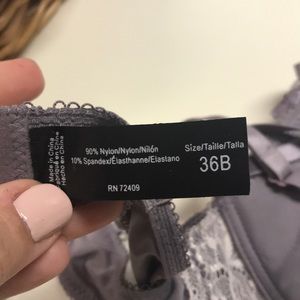 90% Nylon/Nylon/Nilón
10% Spandex/Élasthanne/Elastano
RN 72409
Size/Taille/Talla
36B
Made in China
Fabriqué en Chine
Hecho en China